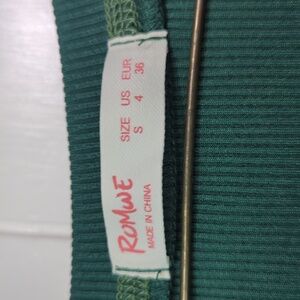 ROMWE
MADE IN CHINA
SIZE US EUR
S 4 36